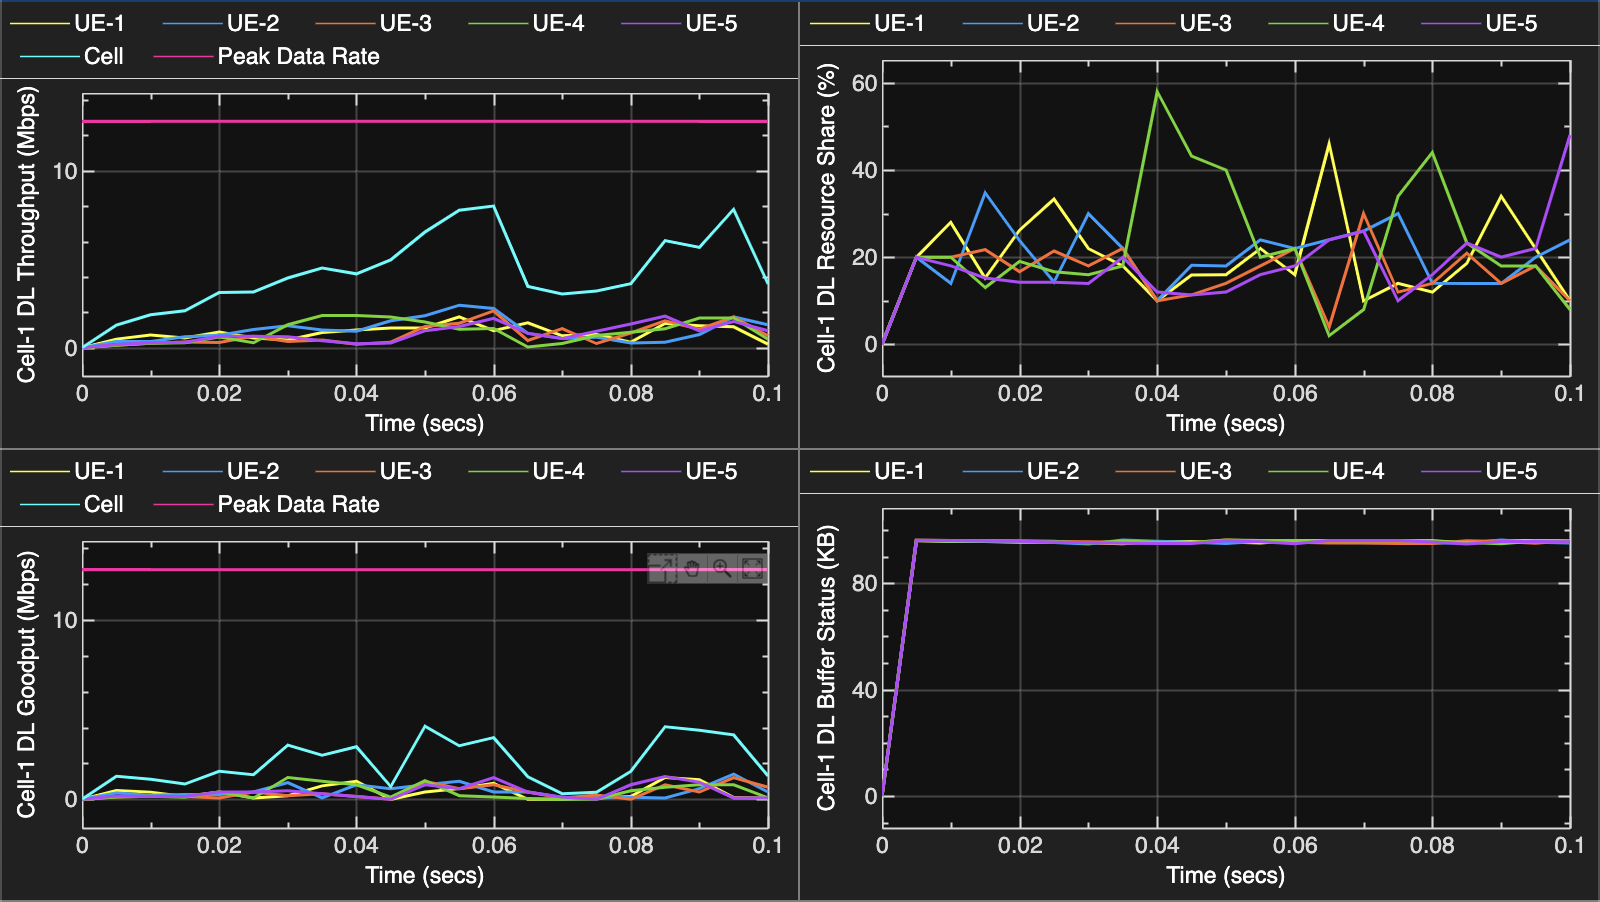 UE-1 UE-2 UE-3 UE-4 UE-5
Cell Peak Data Rate
Cell-1 DL Throughput (Mbps)
10
0
0 0.02 0.04 0.06 0.08 0.1
Time (secs)
UE-1 UE-2 UE-3 UE-4 UE-5
Cell-1 DL Resource Share (%)
60
40
20
0
0 0.02 0.04 0.06 0.08 0.1
Time (secs)
UE-1 UE-2 UE-3 UE-4 UE-5
Cell Peak Data Rate
Cell-1 DL Goodput (Mbps)
10
0
0 0.02 0.04 0.06 0.08 0.1
Time (secs)
UE-1 UE-2 UE-3 UE-4 UE-5
Cell-1 DL Buffer Status (KB)
80
40
0
0 0.02 0.04 0.06 0.08 0.1
Time (secs)